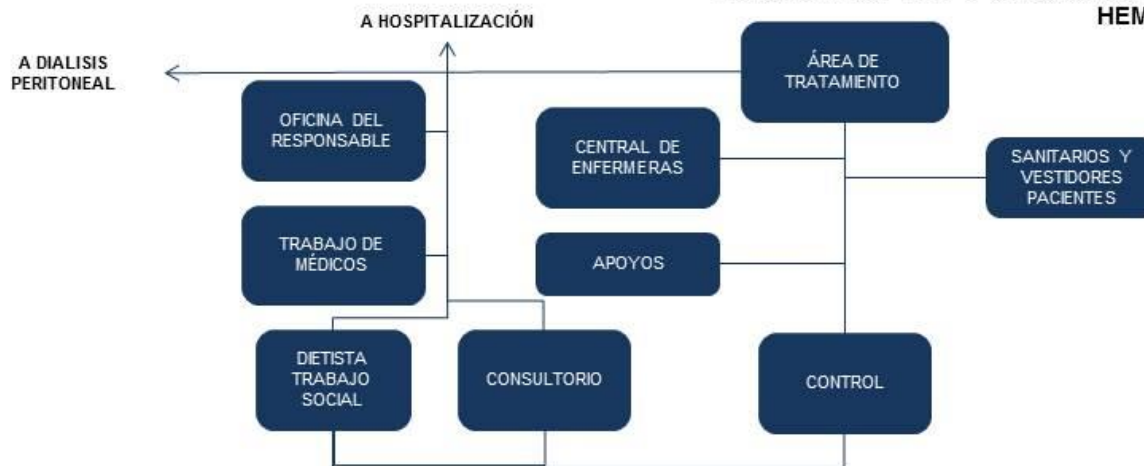 HEM
A HOSPITALIZACIÓN
A DIALISIS
PERITONEAL
ÁREA DE
TRATAMIENTO
OFICINA DEL
RESPONSABLE
CENTRAL DE
ENFERMERAS
SANITARIOS Y
VESTIDORES
PACIENTES
TRABAJO DE
MÉDICOS
APOYOS
DIETISTA
TRABAJO
SOCIAL
CONSULTORIO
CONTROL